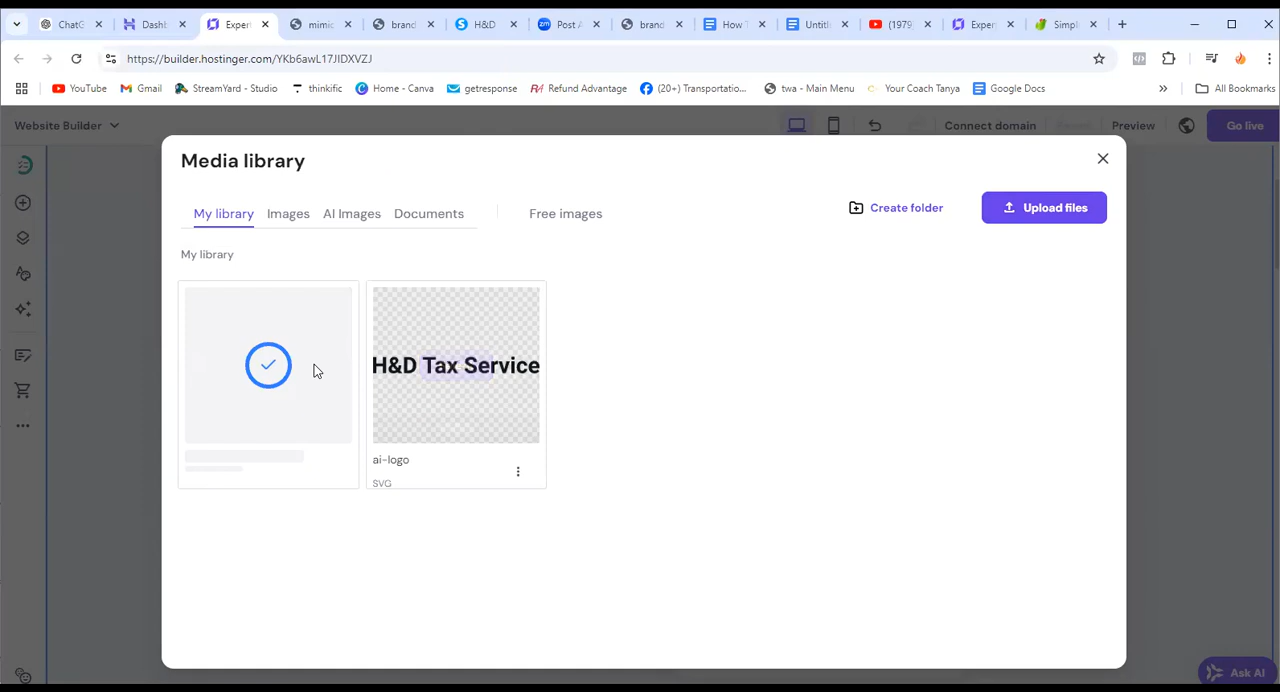 ChatG
Dashb
Expert
mimic
brand
H&D
Post A
brand
How T
Untitl
(1979
Expert
Simpl
https://builder.hostinger.com/YKb6awL17JIDXVZJ
YouTube
Gmail
StreamYard - Studio
thinkific
Home - Canva
getresponse
RA Refund Advantage
(20+) Transportatio...
twa - Main Menu
Your Coach Tanya
Google Docs
All Bookmarks
Website Builder
Connect domain
Preview
Go live
Media library
My library
Images
AI Images
Documents
Free images
Create folder
Upload files
My library
H&D Tax Service
ai-logo
SVG
Ask AI